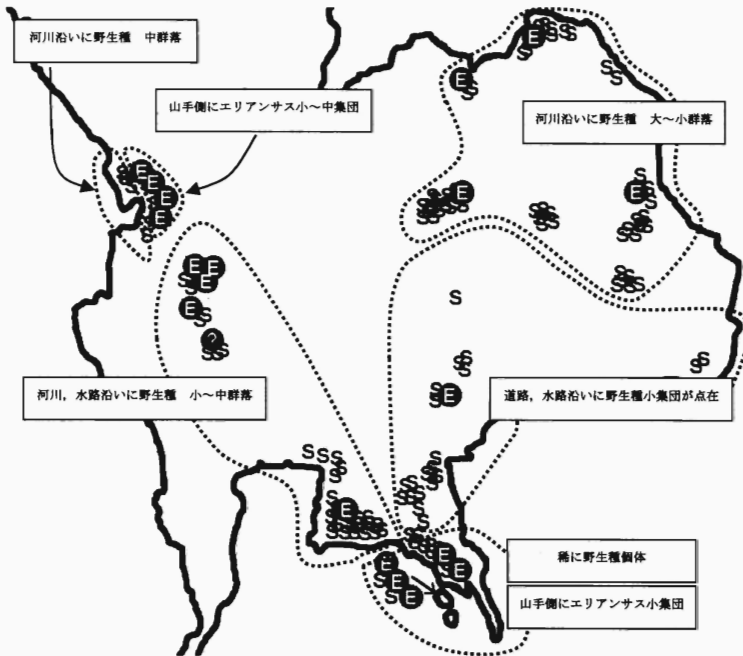 河川沿いに野生種 中群落
山手側にエリアンサス小～中集団
河川沿いに野生種 大～小群落
河川，水路沿いに野生種 小～中群落
道路，水路沿いに野生種小集団が点在
稀に野生種個体
山手側にエリアンサス小集団